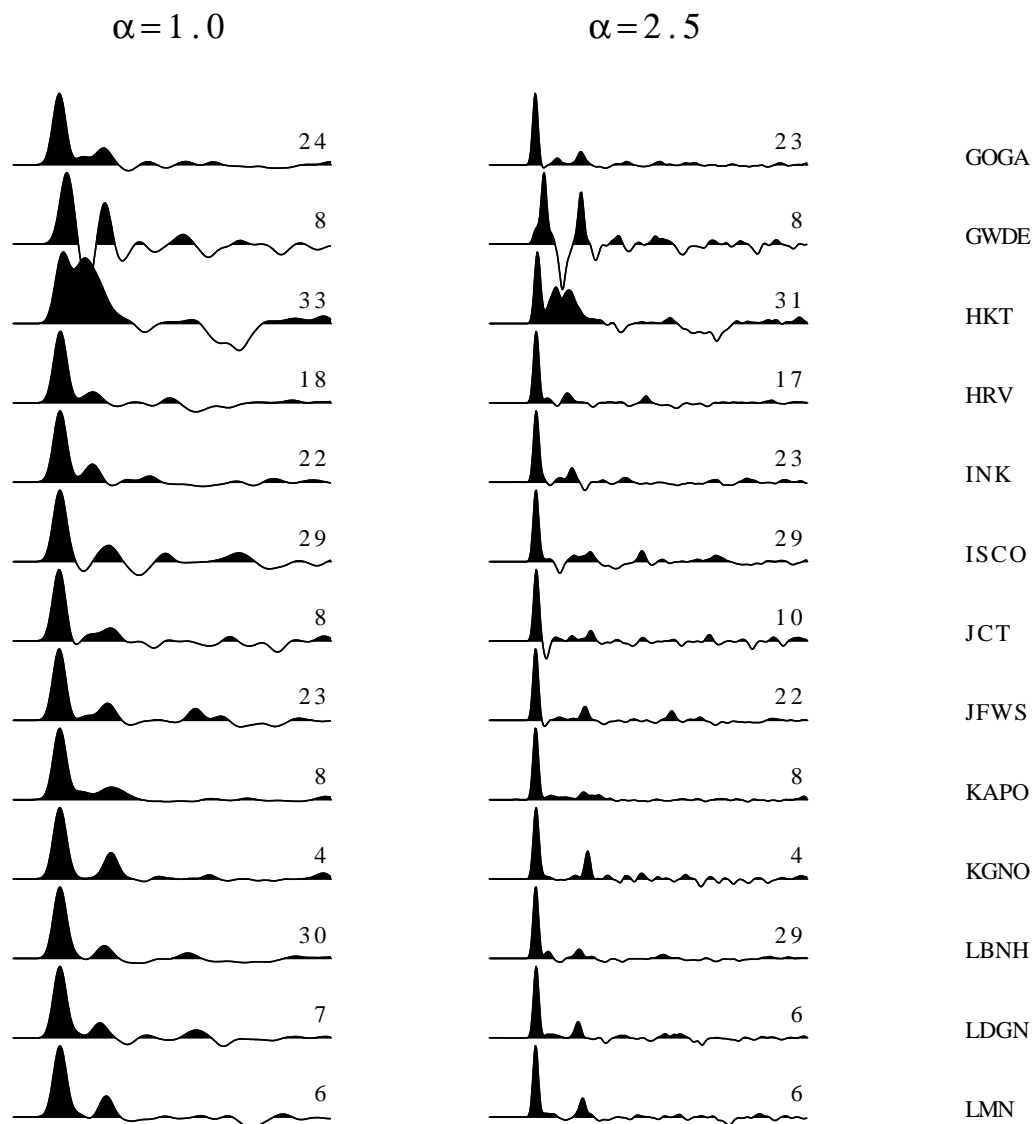 α=1.0 α=2.5
24 23 GOGA
8 8 GWDE
33 31 HKT
18 17 HRV
22 23 INK
29 29 ISCO
8 10 JCT
23 22 JFWS
8 8 KAPO
4 4 KGNO
30 29 LBNH
7 6 LDGN
6 6 LMN